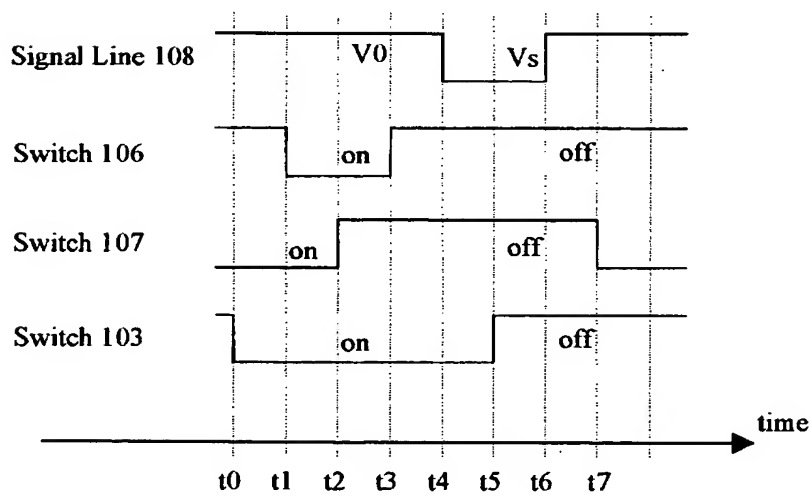 Signal Line 108 V0 Vs
Switch 106 on off
Switch 107 on off
Switch 103 on off
time
t0 t1 t2 t3 t4 t5 t6 t7